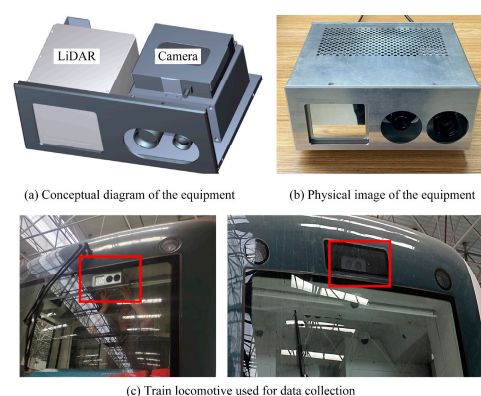 LiDAR
Camera
(a) Conceptual diagram of the equipment
(b) Physical image of the equipment
(c) Train locomotive used for data collection